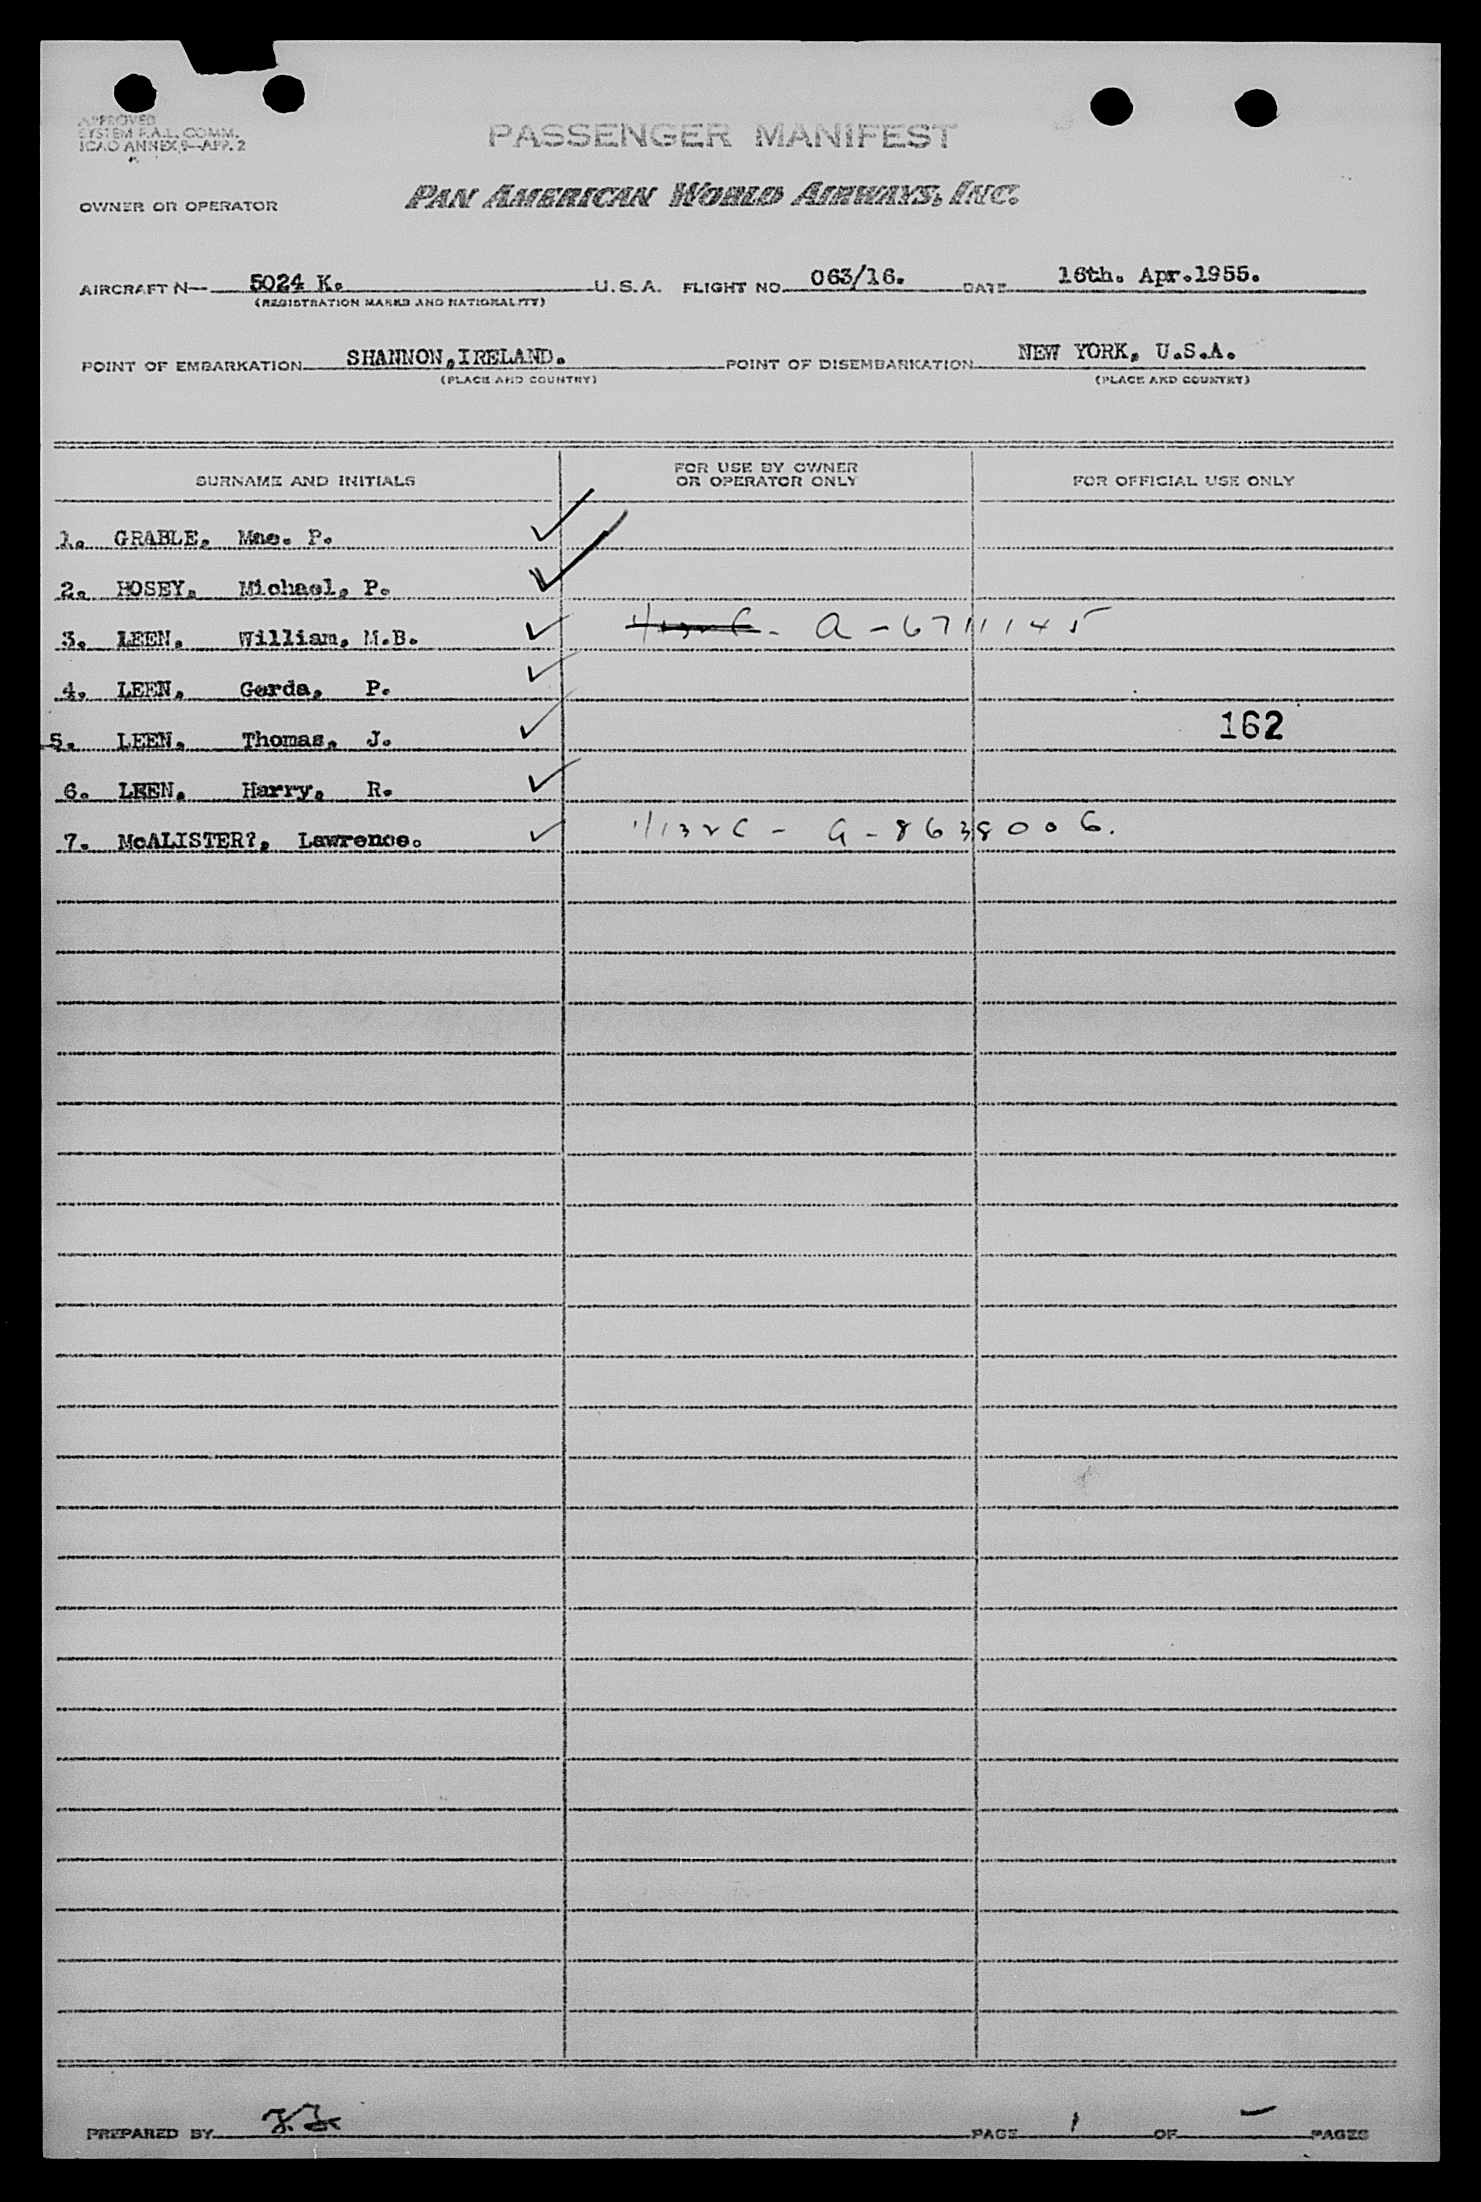 APPROVED
SYSTEM F.A.L. COMM.
ICAO ANNEX 9—APP. 2
PASSENGER MANIFEST
OWNER OR OPERATOR PAN AMERICAN WORLD AIRWAYS, INC.
AIRCRAFT N— 5024 K. U.S.A. FLIGHT NO. 063/16. DATE 16th. Apr.1955.
(REGISTRATION MARKS AND NATIONALITY)
POINT OF EMBARKATION SHANNON,IRELAND. POINT OF DISEMBARKATION NEW YORK, U.S.A.
(PLACE AND COUNTRY) (PLACE AND COUNTRY)
SURNAME AND INITIALS FOR USE BY OWNER OR OPERATOR ONLY FOR OFFICIAL USE ONLY
1. GRABLE, Mae. P. ✓
2. HOSEY, Michael, P. ✓
3. LEEN, William, M.B. ✓ - A-6711145
4. LEEN, Gerda, P. ✓
5. LEEN, Thomas, J. ✓ 162
6. LEEN, Harry, R. ✓
7. McALISTER?, Lawrence. ✓ - A-8638006.
PREPARED BY PAGE 1 OF PAGES